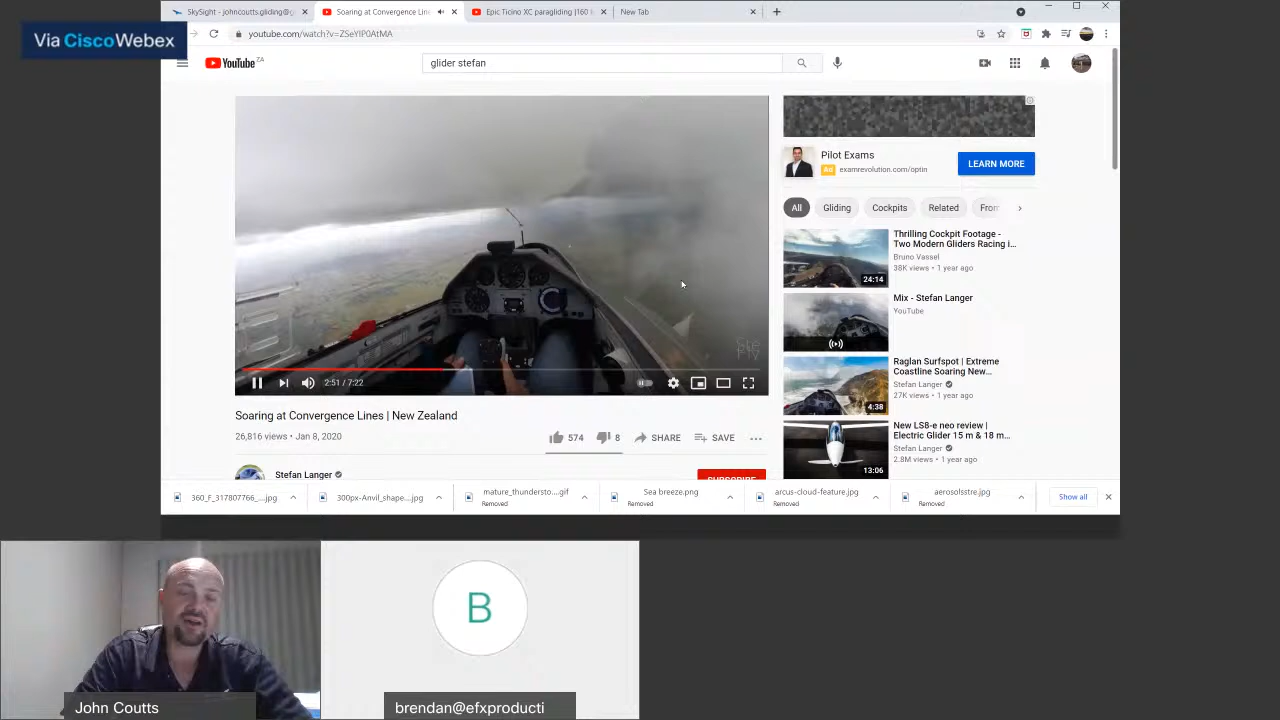 SkySight - johncoutts.gliding@g
Soaring at Convergence Lin
Epic Ticino XC paragliding |160 k
New Tab
Via CiscoWebex
youtube.com/watch?v=ZSeYIP0AtMA
YouTube ZA
glider stefan
Pilot Exams
Ad examrevolution.com/optin
LEARN MORE
All Gliding Cockpits Related From
Thrilling Cockpit Footage -
Two Modern Gliders Racing i...
Bruno Vassel
38K views • 1 year ago
24:14
Mix - Stefan Langer
YouTube
Raglan Surfspot | Extreme
Coastline Soaring New...
Stefan Langer
27K views • 1 year ago
4:38
New LS8-e neo review |
Electric Glider 15 m & 18 m...
Stefan Langer
2.8M views • 1 year ago
13:06
2:51 / 7:22
Soaring at Convergence Lines | New Zealand
26,816 views • Jan 8, 2020
574 8 SHARE SAVE
Stefan Langer
SUBSCRIBE
360_F_317807766_....jpg
300px-Anvil_shape....jpg
mature_thundersto....gif
Removed
Sea breeze.png
Removed
arcus-cloud-feature.jpg
Removed
aerosolsstre.jpg
Removed
Show all
B
John Coutts
brendan@efxproducti